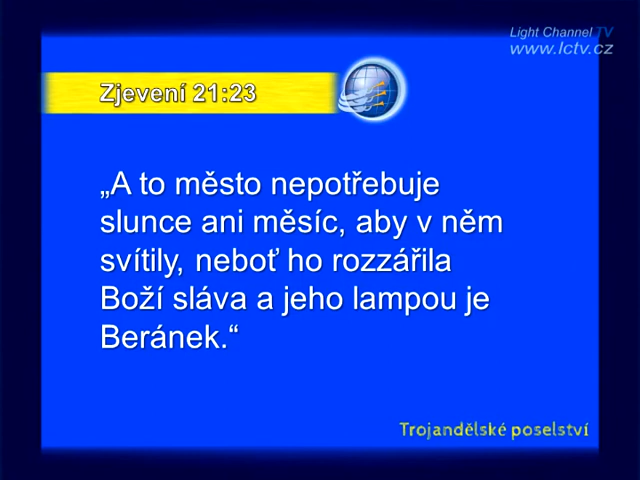 Light Channel TV
www.lctv.cz
Zjevení 21:23
„A to město nepotřebuje
slunce ani měsíc, aby v něm
svítily, neboť ho rozzářila
Boží sláva a jeho lampou je
Beránek.“
Trojandělské poselství